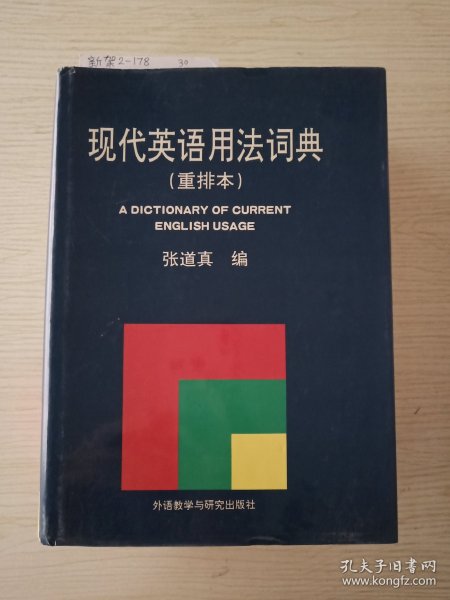 新架2-178 30
现代英语用法词典
(重排本)
A DICTIONARY OF CURRENT
ENGLISH USAGE
张道真 编
外语教学与研究出版社
孔夫子旧书网
www.kongfz.com